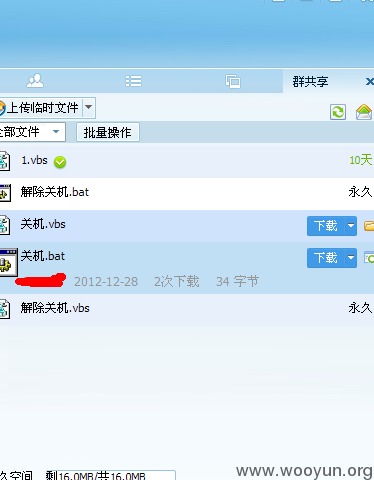 群共享
上传临时文件
全部文件 批量操作
1.vbs 10天
解除关机.bat 永久
关机.vbs 下载
关机.bat 下载
2012-12-28 2次下载 34 字节
解除关机.vbs 永久
久空间 剩16.0MB/共16.0MB
www.wooyun.org